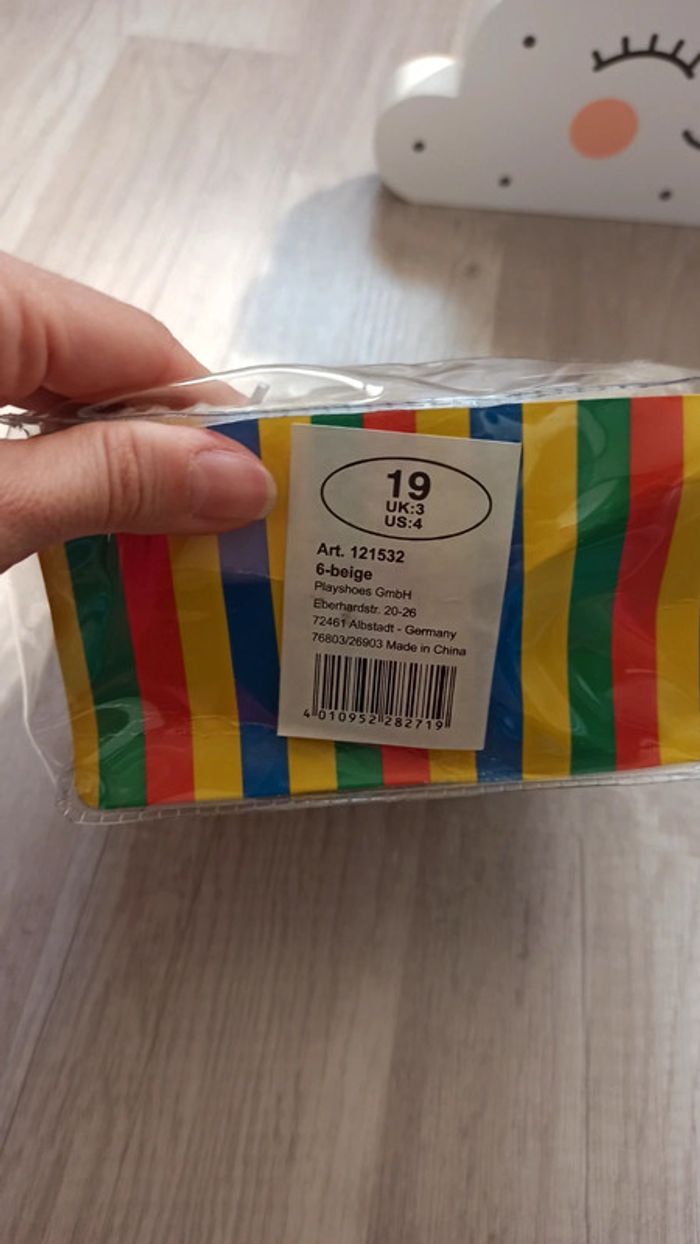 19
UK:3
US:4
Art. 121532
6-beige
Playshoes GmbH
Eberhardstr. 20-26
72461 Albstadt - Germany
76803/26903 Made in China
4 010952 282719